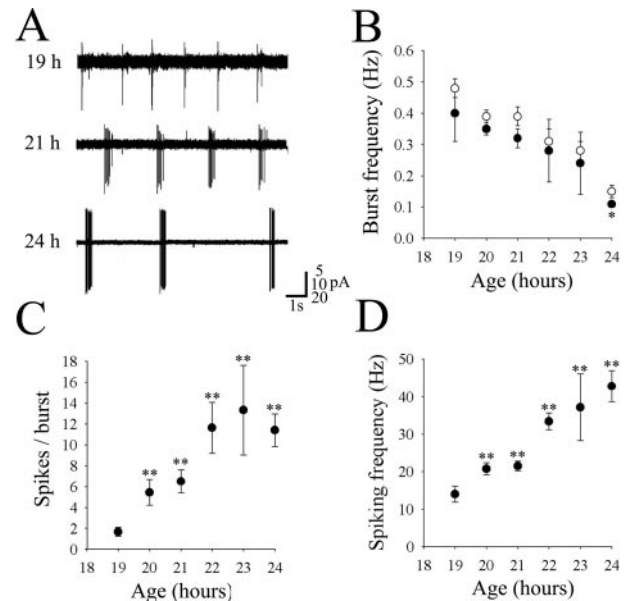 A
19 h
21 h
24 h
5
10 pA
20
1s
B
Burst frequency (Hz)
0.6
0.5
0.4
0.3
0.2
0.1
0.0
*
18 19 20 21 22 23 24
Age (hours)
C
Spikes / burst
18
16
14
12
10
8
6
4
2
0
** ** ** ** **
18 19 20 21 22 23 24
Age (hours)
D
Spiking frequency (Hz)
50
40
30
20
10
0
** ** ** ** **
18 19 20 21 22 23 24
Age (hours)